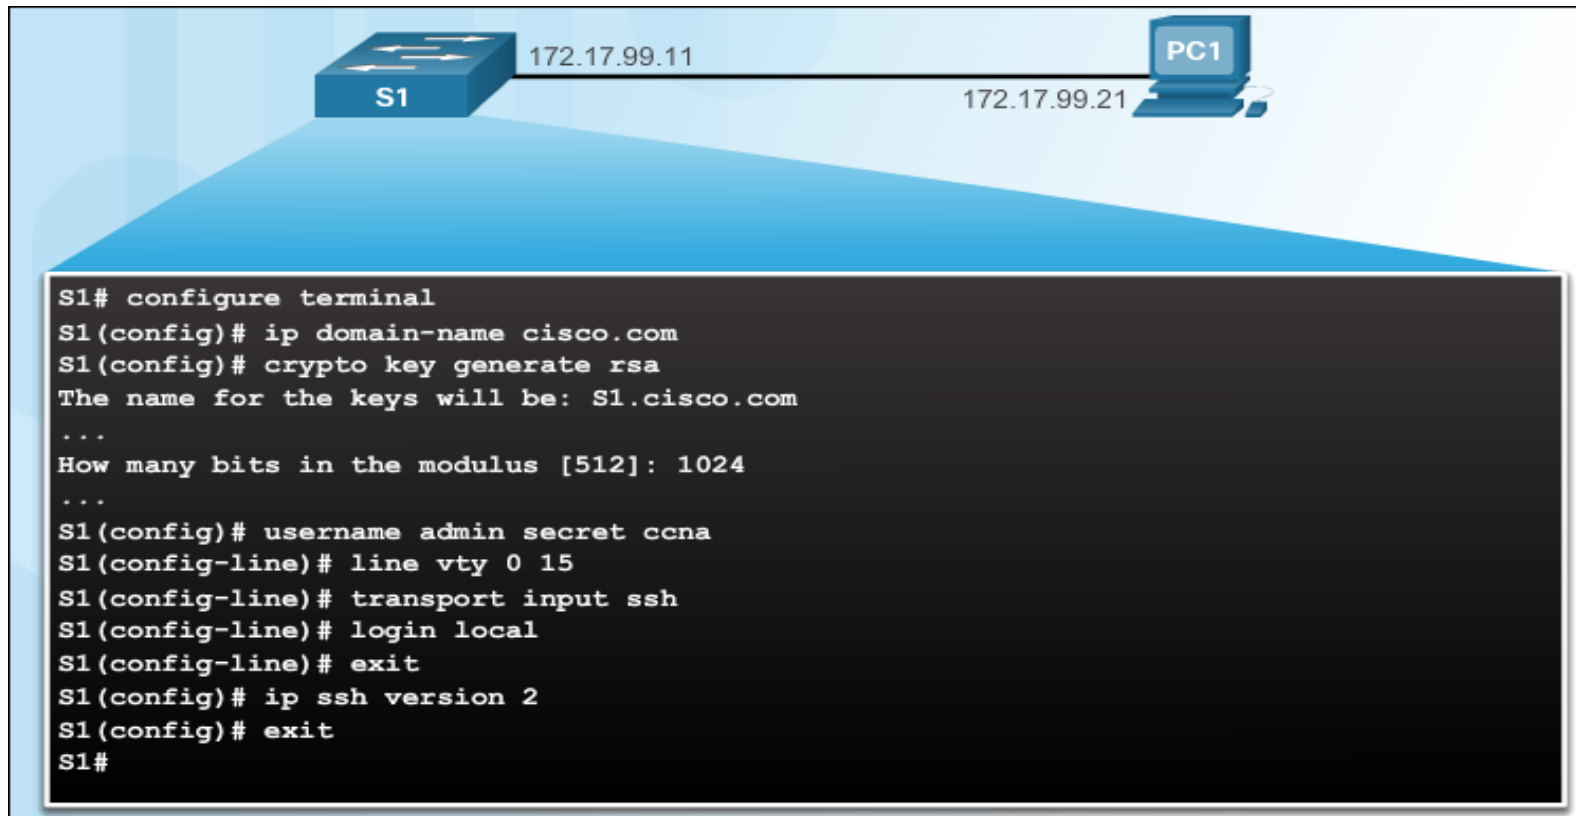 172.17.99.11
PC1
S1
172.17.99.21
S1# configure terminal
S1(config)# ip domain-name cisco.com
S1(config)# crypto key generate rsa
The name for the keys will be: S1.cisco.com
...
How many bits in the modulus [512]: 1024
...
S1(config)# username admin secret ccna
S1(config-line)# line vty 0 15
S1(config-line)# transport input ssh
S1(config-line)# login local
S1(config-line)# exit
S1(config)# ip ssh version 2
S1(config)# exit
S1#